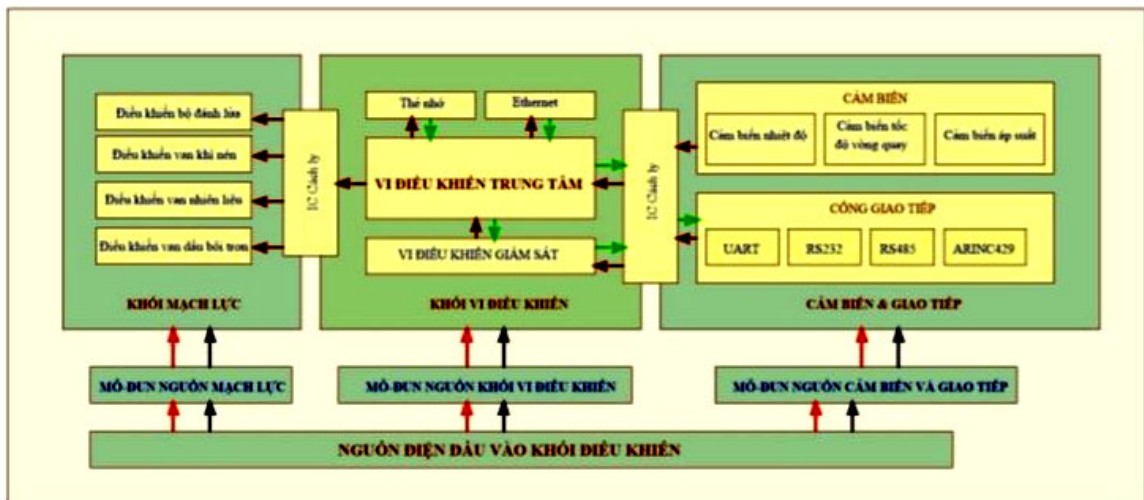 Điều khiển bộ đánh lửa
Điều khiển van khí nén
Điều khiển van nhiên liệu
Điều khiển van dầu bôi trơn
KHỐI MẠCH LỰC
IC Cách ly
Thẻ nhớ
Ethernet
VI ĐIỀU KHIỂN TRUNG TÂM
VI ĐIỀU KHIỂN GIÁM SÁT
KHỐI VI ĐIỀU KHIỂN
IC Cách ly
CẢM BIẾN
Cảm biến nhiệt độ
Cảm biến tốc
độ vòng quay
Cảm biến áp suất
CỔNG GIAO TIẾP
UART
RS232
RS485
ARINC429
CẢM BIẾN & GIAO TIẾP
MÔ-ĐUN NGUỒN MẠCH LỰC
MÔ-ĐUN NGUỒN KHỐI VI ĐIỀU KHIỂN
MÔ-ĐUN NGUỒN CẢM BIẾN VÀ GIAO TIẾP
NGUỒN ĐIỆN ĐẦU VÀO KHỐI ĐIỀU KHIỂN